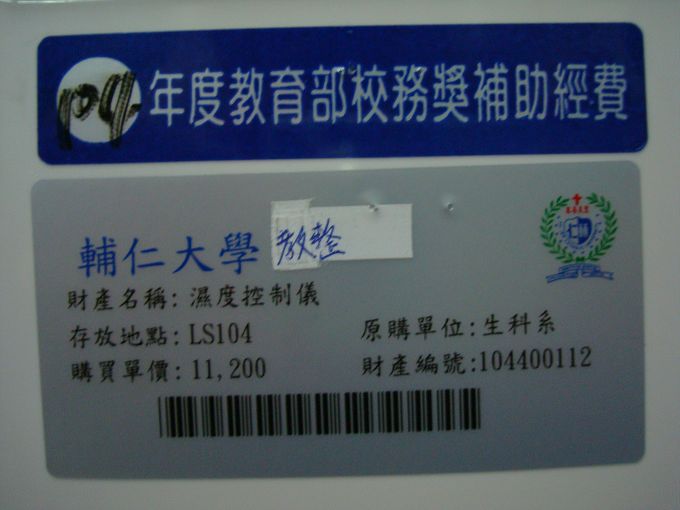 104年度教育部校務獎補助經費
輔仁大學 教整
財產名稱: 濕度控制儀
存放地點: LS104
原購單位: 生科系
購買單價: 11,200
財產編號:104400112